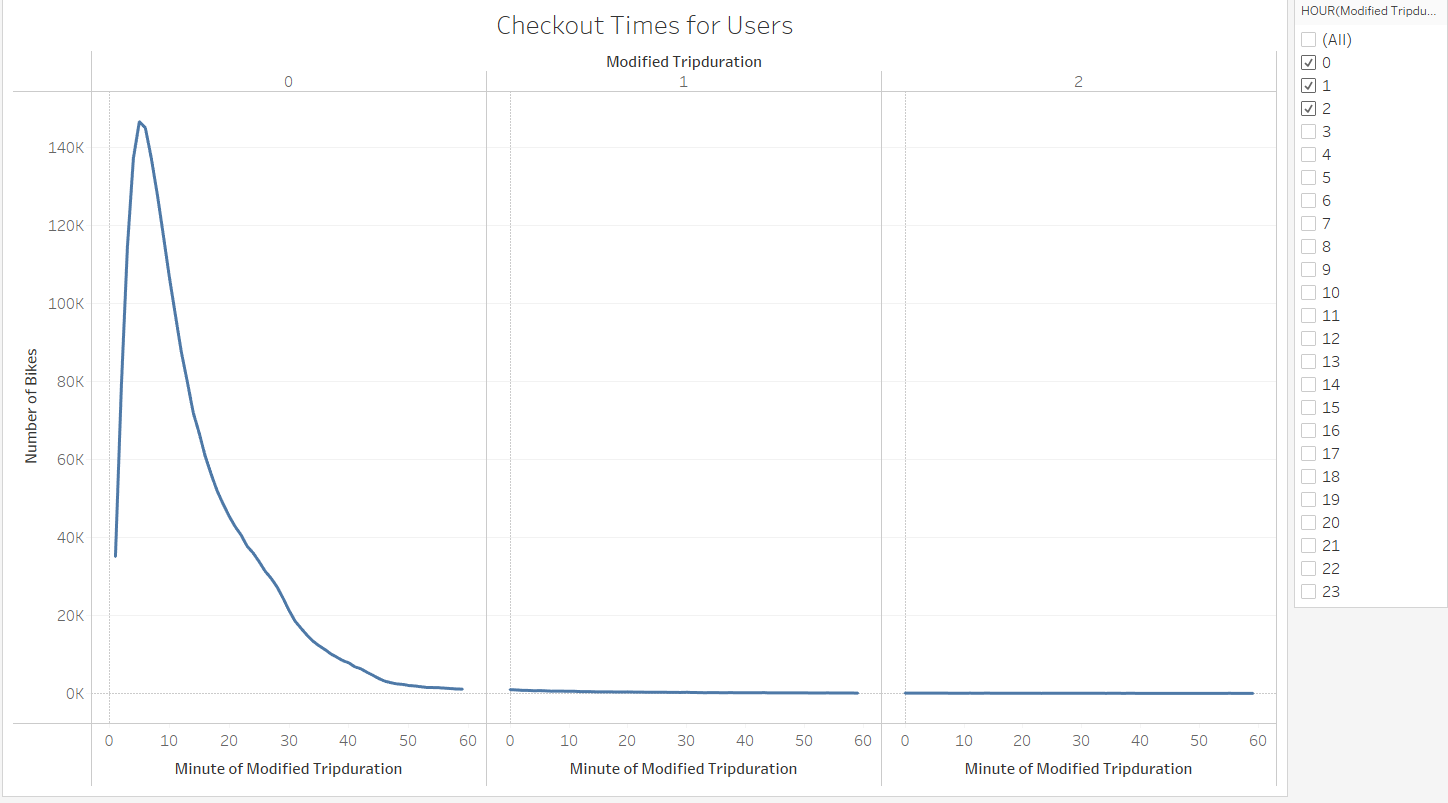 Checkout Times for Users
Modified Tripduration
0 1 2
140K
120K
100K
80K
60K
40K
20K
0K
Number of Bikes
0 10 20 30 40 50 60 0 10 20 30 40 50 60 0 10 20 30 40 50 60
Minute of Modified Tripduration Minute of Modified Tripduration Minute of Modified Tripduration
HOUR(Modified Tripdu...
(All)
0
1
2
3
4
5
6
7
8
9
10
11
12
13
14
15
16
17
18
19
20
21
22
23